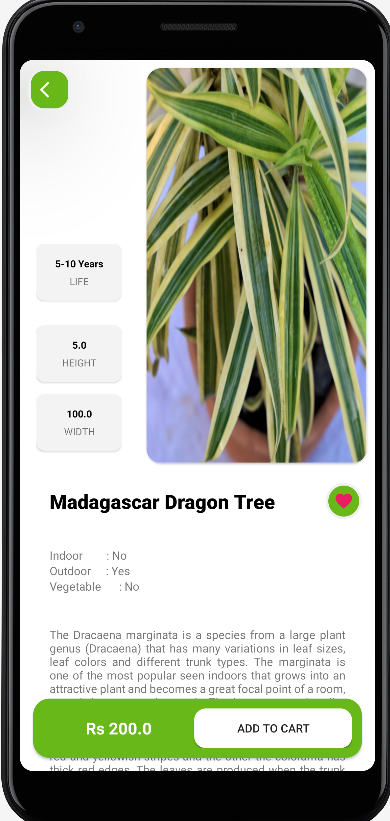 5-10 Years
LIFE
5.0
HEIGHT
100.0
WIDTH
Madagascar Dragon Tree
Indoor : No
Outdoor : Yes
Vegetable : No
The Dracaena marginata is a species from a large plant
genus (Dracaena) that has many variations in leaf sizes,
leaf colors and different trunk types. The marginata is
one of the most popular seen indoors that grows into an
attractive plant and becomes a great focal point of a room,
Rs 200.0
ADD TO CART
red and yellowish stripes and the other the colorama has
thick red edges. The leaves are produced when the trunk